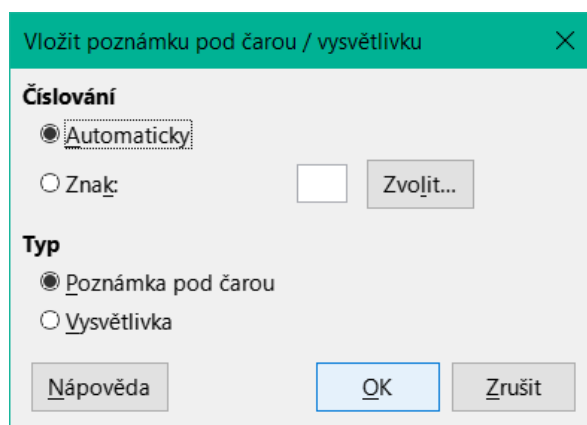 Vložit poznámku pod čarou / vysvětlivku
Číslování
Automaticky
Znak:
Zvolit...
Typ
Poznámka pod čarou
Vysvětlivka
Nápověda
OK
Zrušit